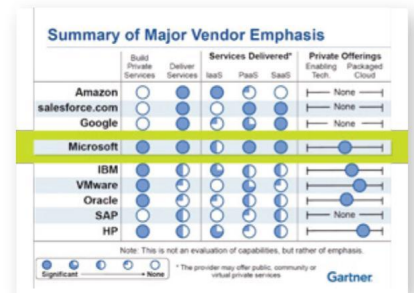 Summary of Major Vendor Emphasis
Build Private Services
Deliver Services
Services Delivered*
IaaS PaaS SaaS
Private Offerings
Enabling Tech.
Packaged Cloud
Amazon None
salesforce.com None
Google None
Microsoft
IBM
VMware
Oracle
SAP None
HP
Note: This is not an evaluation of capabilities, but rather of emphasis.
Significant None
* The provider may offer public, community or
virtual private services
Gartner